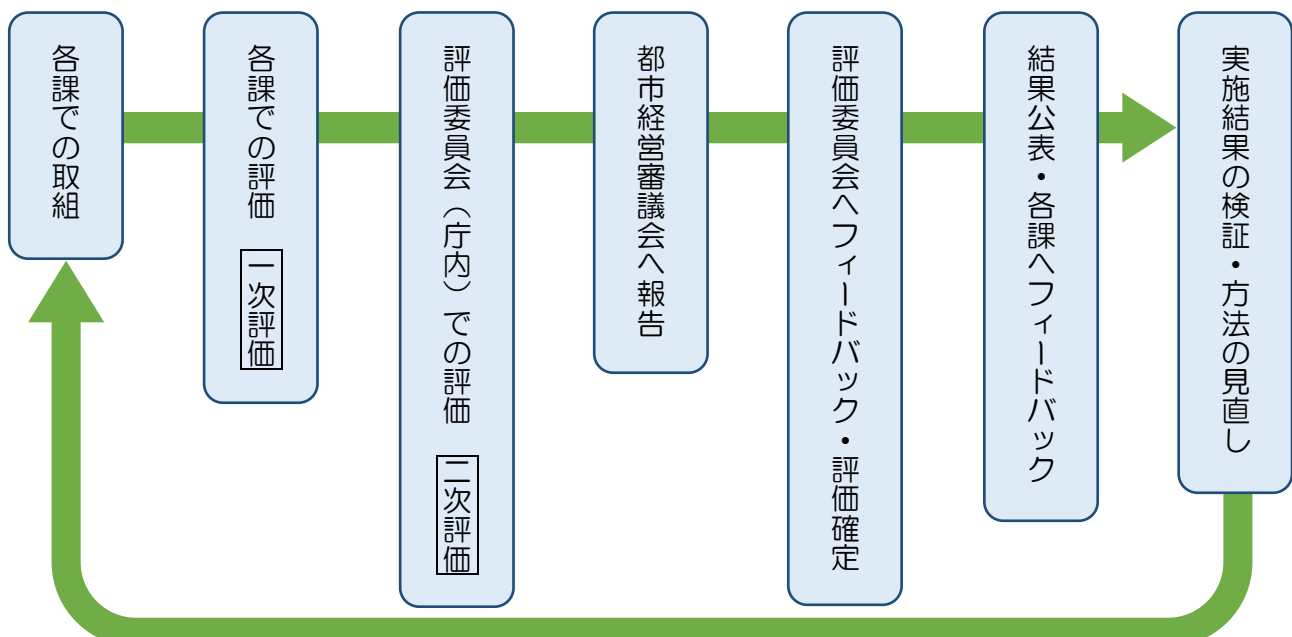 各課での取組
各課での評価　一次評価
評価委員会（庁内）での評価　二次評価
都市経営審議会へ報告
評価委員会へフィードバック・評価確定
結果公表・各課へフィードバック
実施結果の検証・方法の見直し